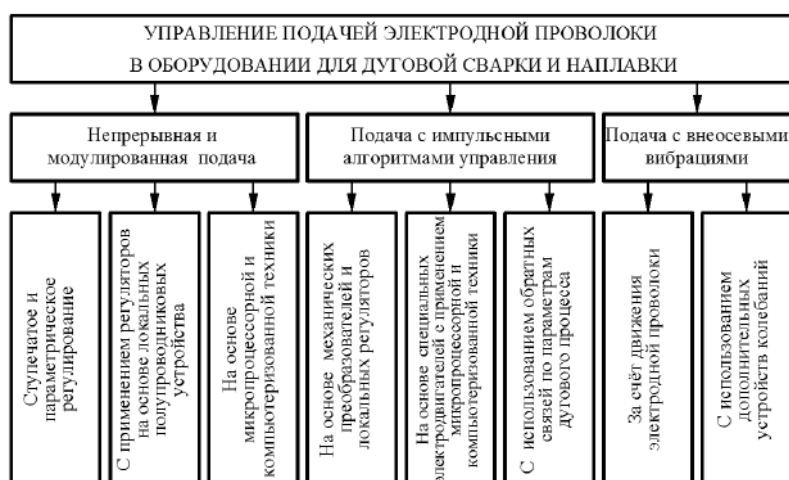 УПРАВЛЕНИЕ ПОДАЧЕЙ ЭЛЕКТРОДНОЙ ПРОВОЛОКИ
В ОБОРУДОВАНИИ ДЛЯ ДУГОВОЙ СВАРКИ И НАПЛАВКИ
Непрерывная и
модулированная подача
Подача с импульсными
алгоритмами управления
Подача с внеосевыми
вибрациями
Ступечатое и
параметрическое
регулирование
С применением регуляторов
на основе локальных
полупроводниковых
устройства
На основе
микропроцессорной и
компьютеризованной техники
На основе механических
преобразователей и
локальных регуляторов
На основе специальных
электродвигателей с применением
микропроцессорной и
компьютеризованной техники
С использованием обратных
связей по параметрам
дугового процесса
За счёт движения
электродной проволоки
С использованием
дополнительных
устройств колебаний